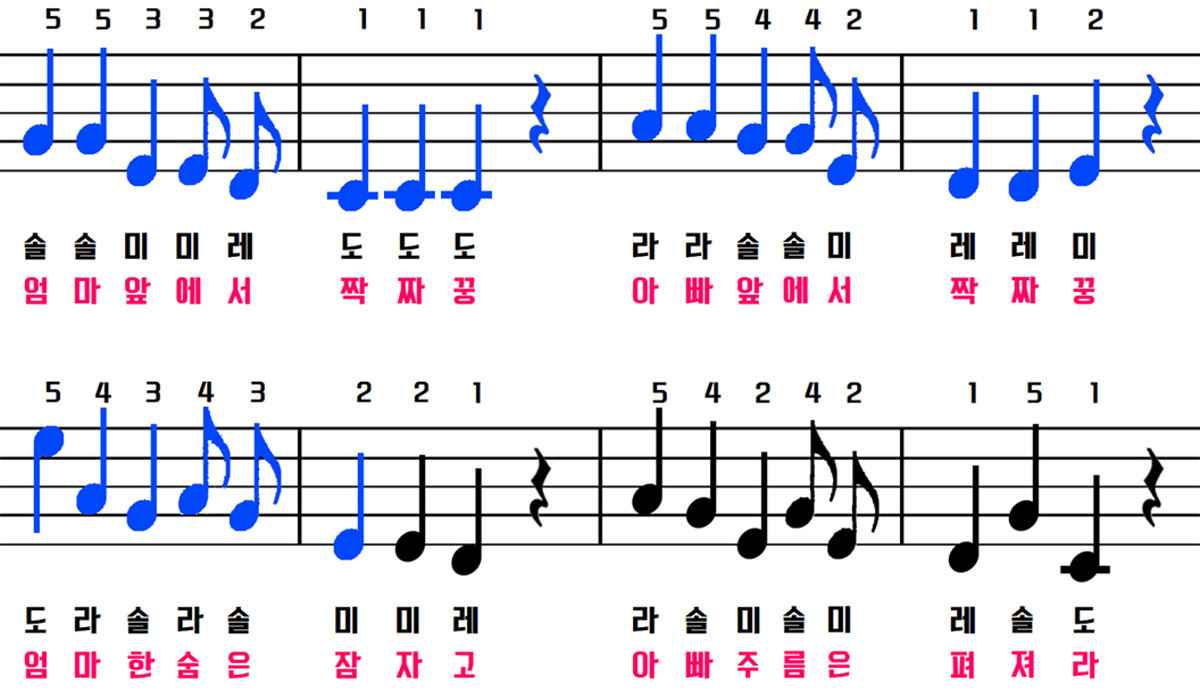 5 5 3 3 2 1 1 1 5 5 4 4 2 1 1 2
솔 솔 미 미 레 도 도 도 라 라 솔 솔 미 레 레 미
엄 마 앞 에 서 짝 짜 꿍 아 빠 앞 에 서 짝 짜 꿍
5 4 3 4 3 2 2 1 5 4 2 4 2 1 5 1
도 라 솔 라 솔 미 미 레 라 솔 미 솔 미 레 솔 도
엄 마 한 숨 은 잠 자 고 아 빠 주 름 은 펴 져 라